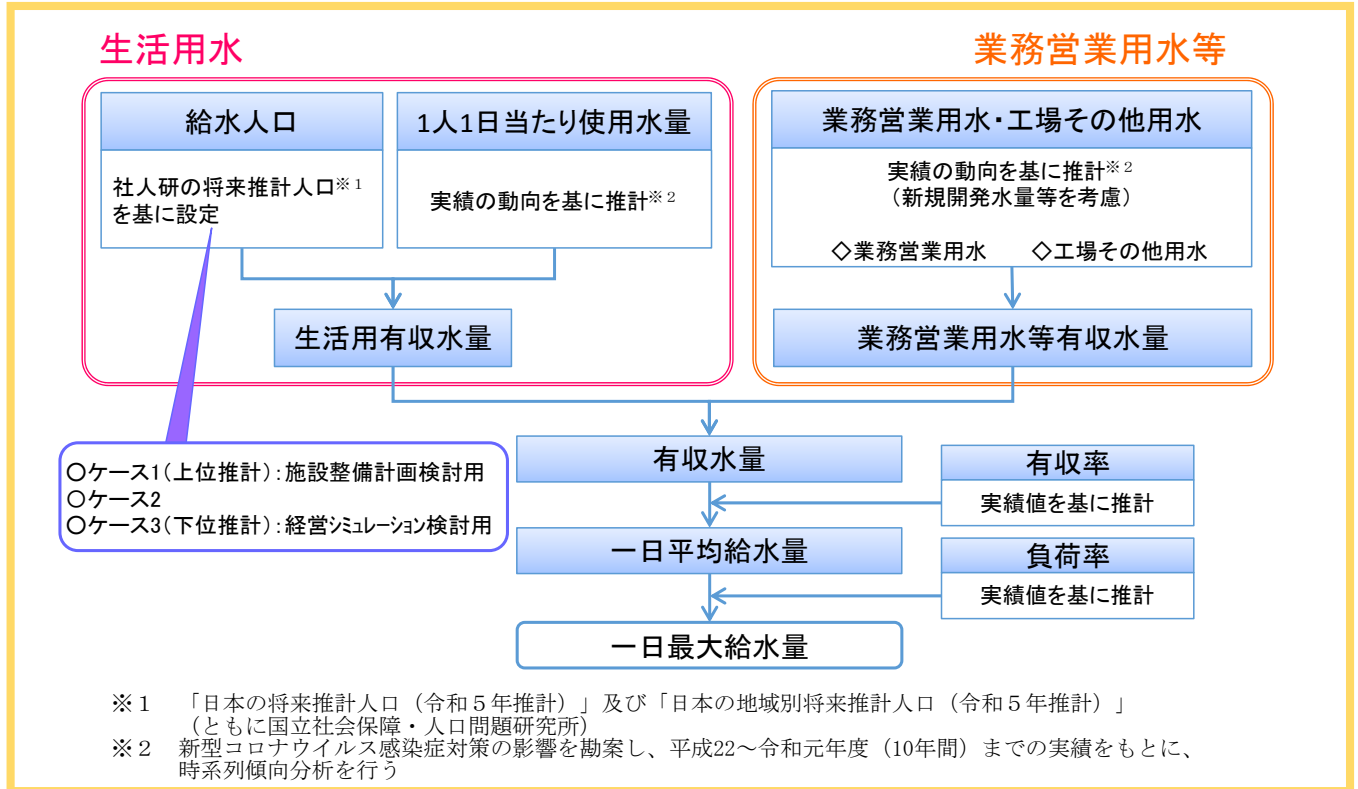 生活用水
業務営業用水等
給水人口
社人研の将来推計人口※1
を基に設定
1人1日当たり使用水量
実績の動向を基に推計※2
業務営業用水・工場その他用水
実績の動向を基に推計※2
（新規開発水量等を考慮）
◇業務営業用水 ◇工場その他用水
生活用有収水量
業務営業用水等有収水量
○ケース1（上位推計）：施設整備計画検討用
○ケース2
○ケース3（下位推計）：経営ｼﾐｭﾚｰｼｮﾝ検討用
有収水量
有収率
実績値を基に推計
一日平均給水量
負荷率
実績値を基に推計
一日最大給水量
※１ 「日本の将来推計人口（令和５年推計）」及び「日本の地域別将来推計人口（令和５年推計）」
（ともに国立社会保障・人口問題研究所）
※２ 新型コロナウイルス感染症対策の影響を勘案し、平成22～令和元年度（10年間）までの実績をもとに、
時系列傾向分析を行う